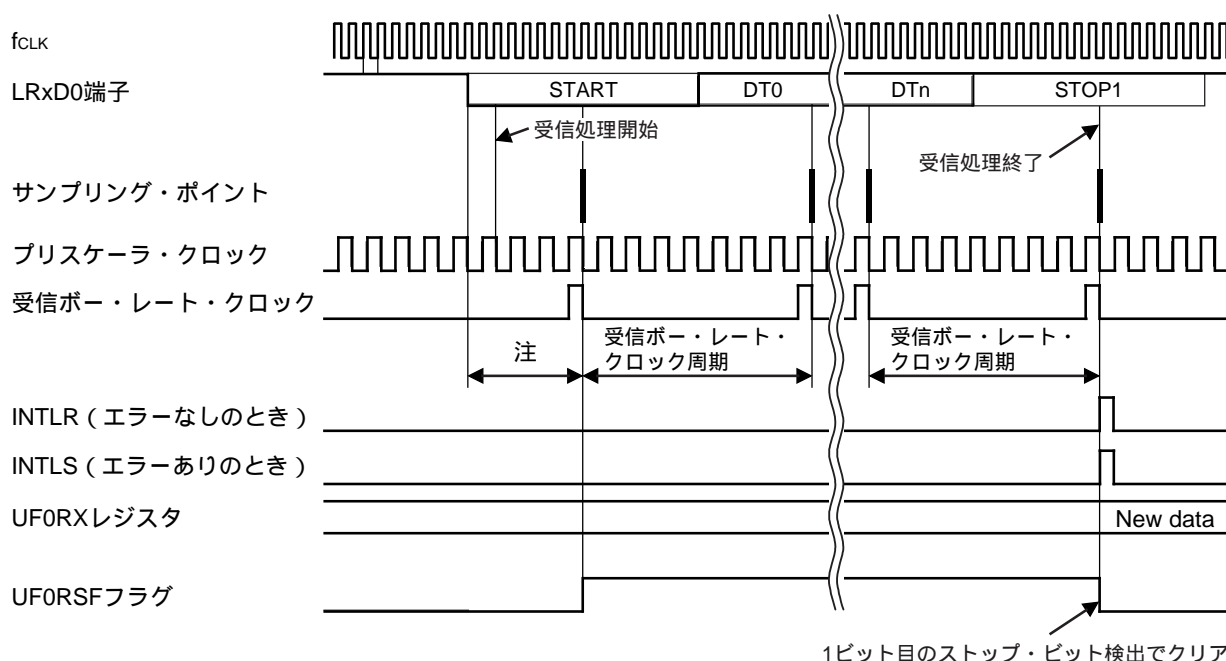 fCLK
LRxD0端子
START
DT0
DTn
STOP1
受信処理開始
受信処理終了
サンプリング・ポイント
プリスケーラ・クロック
受信ボー・レート・クロック
注
受信ボー・レート・
クロック周期
受信ボー・レート・
クロック周期
INTLR(エラーなしのとき)
INTLS(エラーありのとき)
UF0RXレジスタ
New data
UF0RSFフラグ
1ビット目のストップ・ビット検出でクリア